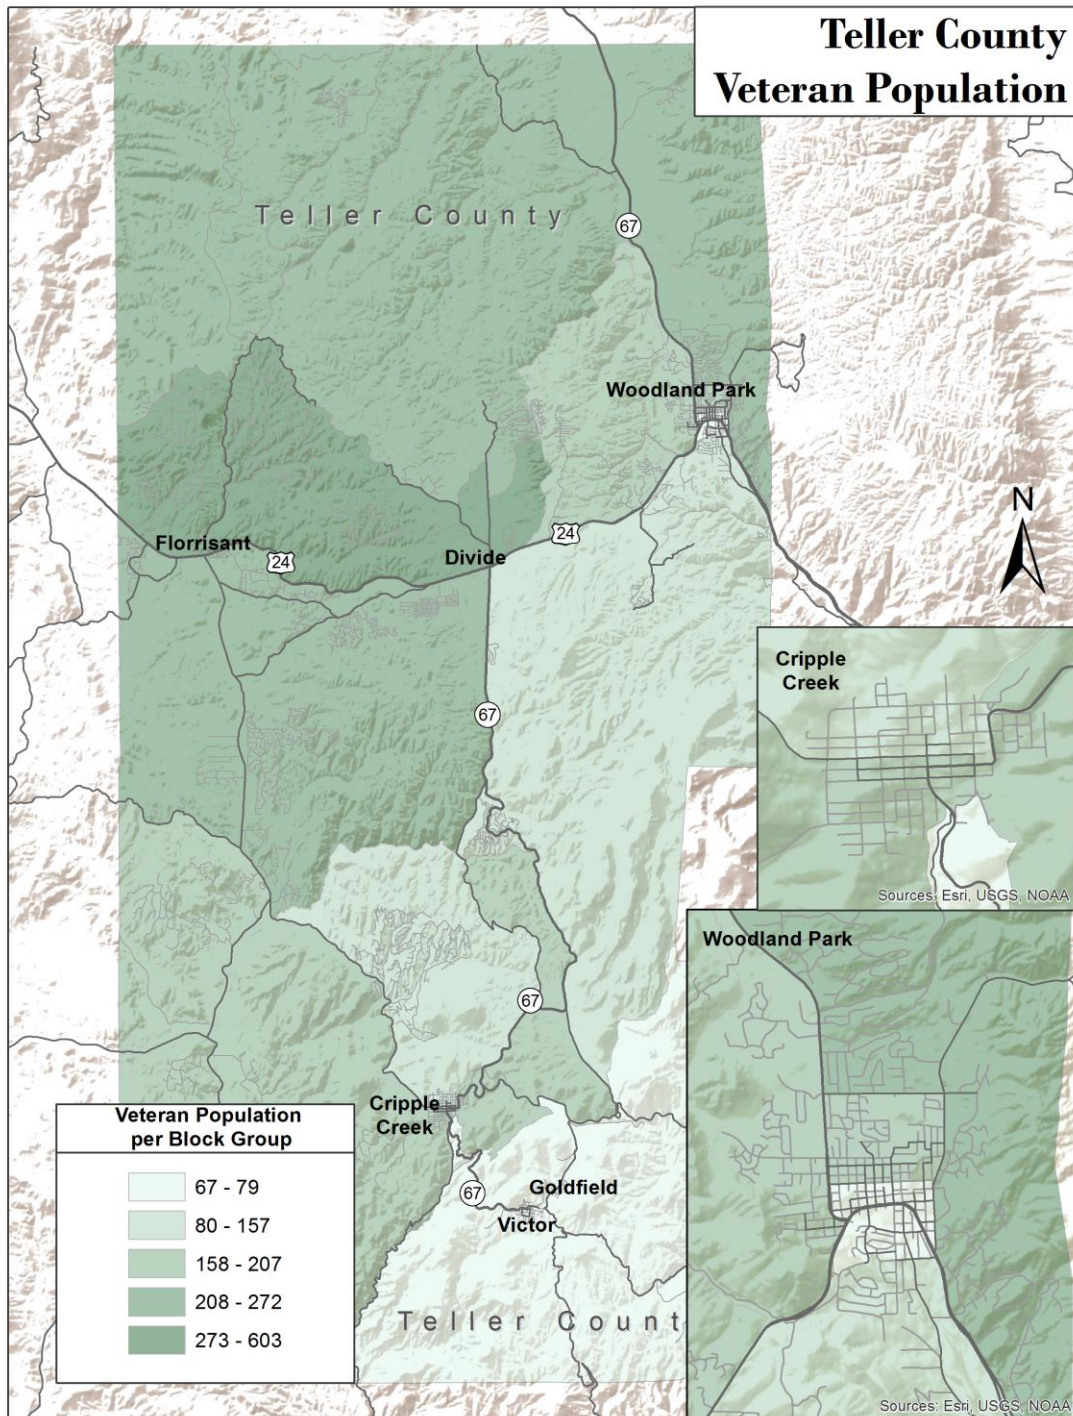 Teller County
Veteran Population
Teller County
67
Woodland Park
N
Florrisant
24
Divide
24
67
Cripple
Creek
Sources: Esri, USGS, NOAA
Woodland Park
67
Cripple
Creek
Veteran Population
per Block Group
67 - 79
80 - 157
158 - 207
208 - 272
273 - 603
67
Goldfield
Victor
Teller Count
Sources: Esri, USGS, NOAA